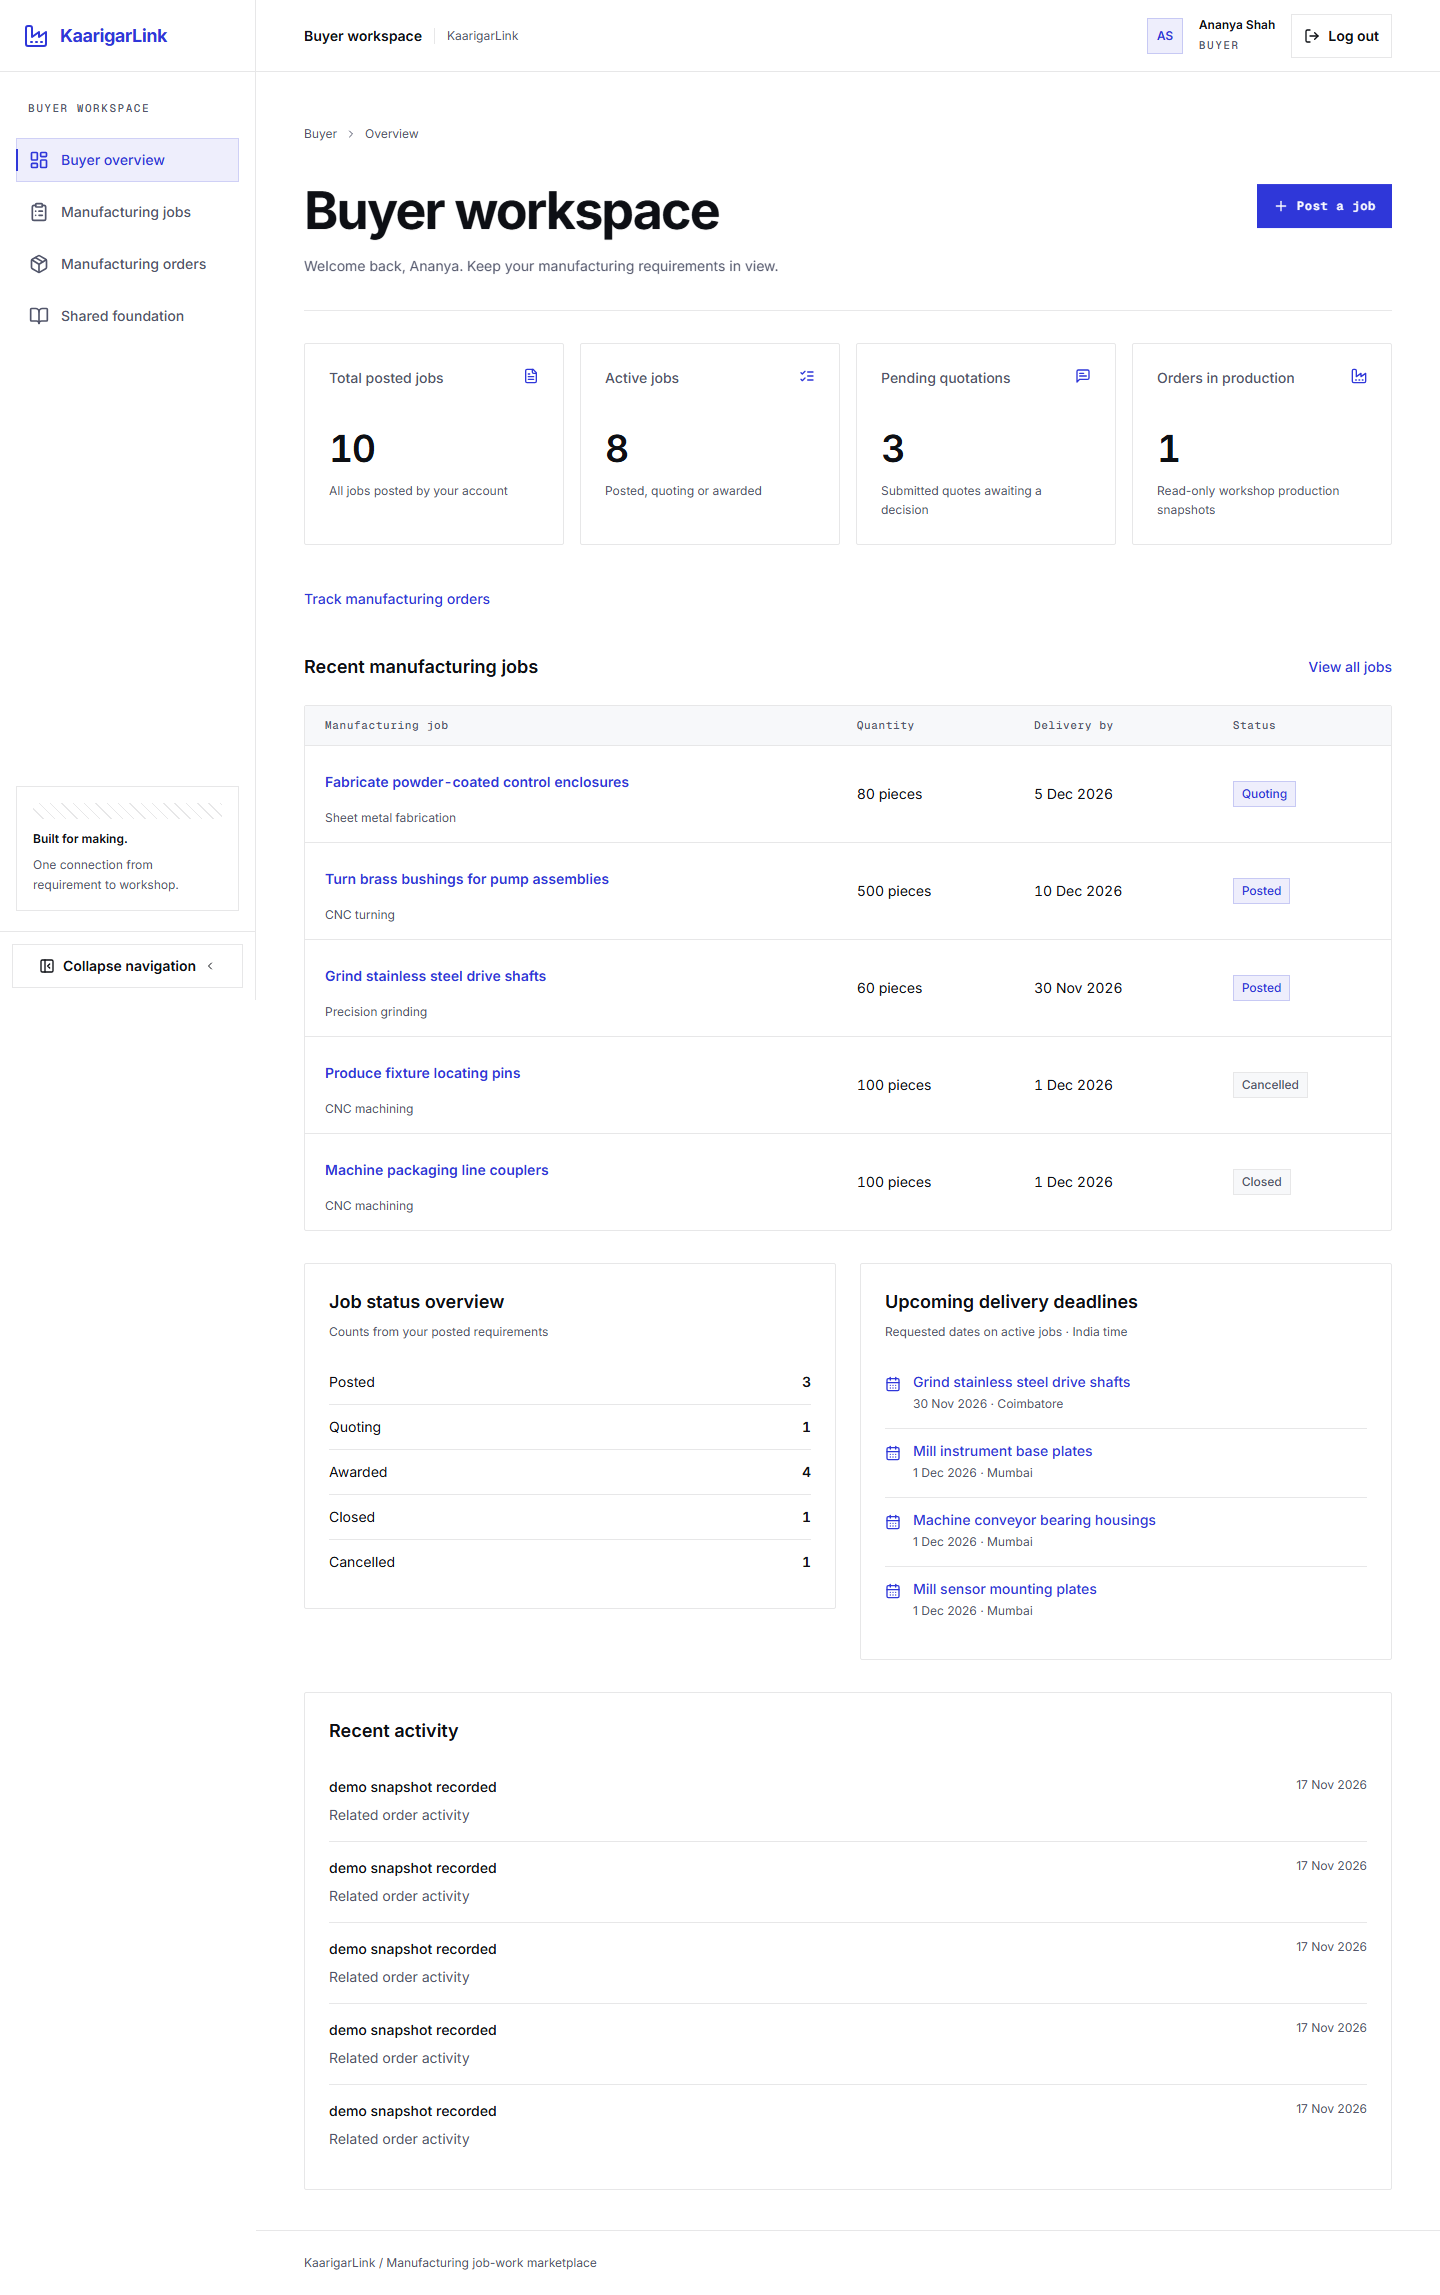 KaarigarLink
Buyer workspace
KaarigarLink
AS
Ananya Shah
BUYER
Log out
BUYER WORKSPACE
Buyer overview
Manufacturing jobs
Manufacturing orders
Shared foundation
Built for making.
One connection from
requirement to workshop.
Collapse navigation
Buyer > Overview
Buyer workspace
Welcome back, Ananya. Keep your manufacturing requirements in view.
+ Post a job
Total posted jobs
10
All jobs posted by your account
Active jobs
8
Posted, quoting or awarded
Pending quotations
3
Submitted quotes awaiting a
decision
Orders in production
1
Read-only workshop production
snapshots
Track manufacturing orders
Recent manufacturing jobs
View all jobs
Manufacturing job Quantity Delivery by Status
Fabricate powder-coated control enclosures
Sheet metal fabrication
80 pieces 5 Dec 2026 Quoting
Turn brass bushings for pump assemblies
CNC turning
500 pieces 10 Dec 2026 Posted
Grind stainless steel drive shafts
Precision grinding
60 pieces 30 Nov 2026 Posted
Produce fixture locating pins
CNC machining
100 pieces 1 Dec 2026 Cancelled
Machine packaging line couplers
CNC machining
100 pieces 1 Dec 2026 Closed
Job status overview
Counts from your posted requirements
Posted 3
Quoting 1
Awarded 4
Closed 1
Cancelled 1
Upcoming delivery deadlines
Requested dates on active jobs · India time
Grind stainless steel drive shafts
30 Nov 2026 · Coimbatore
Mill instrument base plates
1 Dec 2026 · Mumbai
Machine conveyor bearing housings
1 Dec 2026 · Mumbai
Mill sensor mounting plates
1 Dec 2026 · Mumbai
Recent activity
demo snapshot recorded 17 Nov 2026
Related order activity
demo snapshot recorded 17 Nov 2026
Related order activity
demo snapshot recorded 17 Nov 2026
Related order activity
demo snapshot recorded 17 Nov 2026
Related order activity
demo snapshot recorded 17 Nov 2026
Related order activity
KaarigarLink / Manufacturing job-work marketplace